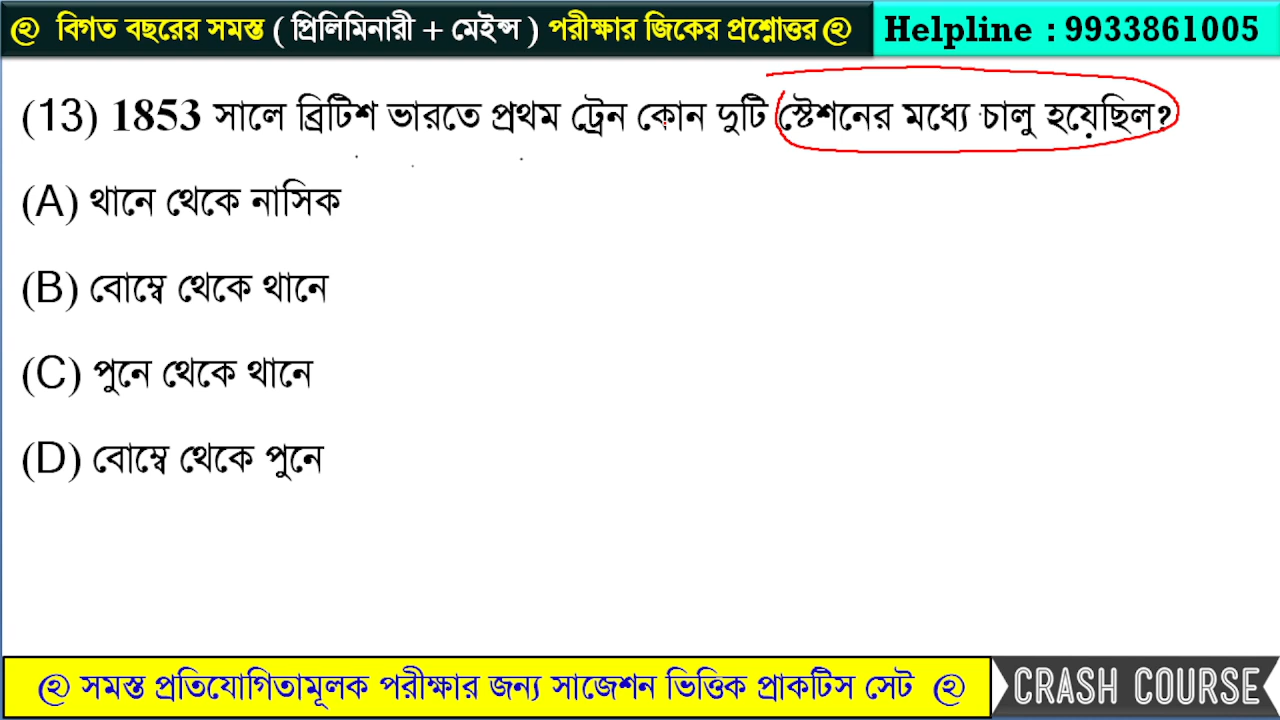 বিগত বছরের সমস্ত ( প্রিলিমিনারী + মেইন্স ) পরীক্ষার জিকের প্রশ্নোত্তর
Helpline : 9933861005
(13) 1853 সালে ব্রিটিশ ভারতে প্রথম ট্রেন কোন দুটি স্টেশনের মধ্যে চালু হয়েছিল?
(A) থানে থেকে নাসিক
(B) বোম্বে থেকে থানে
(C) পুনে থেকে থানে
(D) বোম্বে থেকে পুনে
সমস্ত প্রতিযোগিতামূলক পরীক্ষার জন্য সাজেশন ভিত্তিক প্রাকটিস সেট
CRASH COURSE